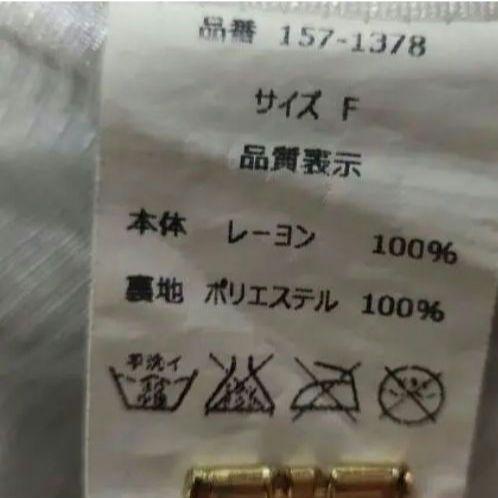 品番 157-1378
サイズ F
品質表示
本体 レーヨン 100%
裏地 ポリエステル 100%
手洗イ